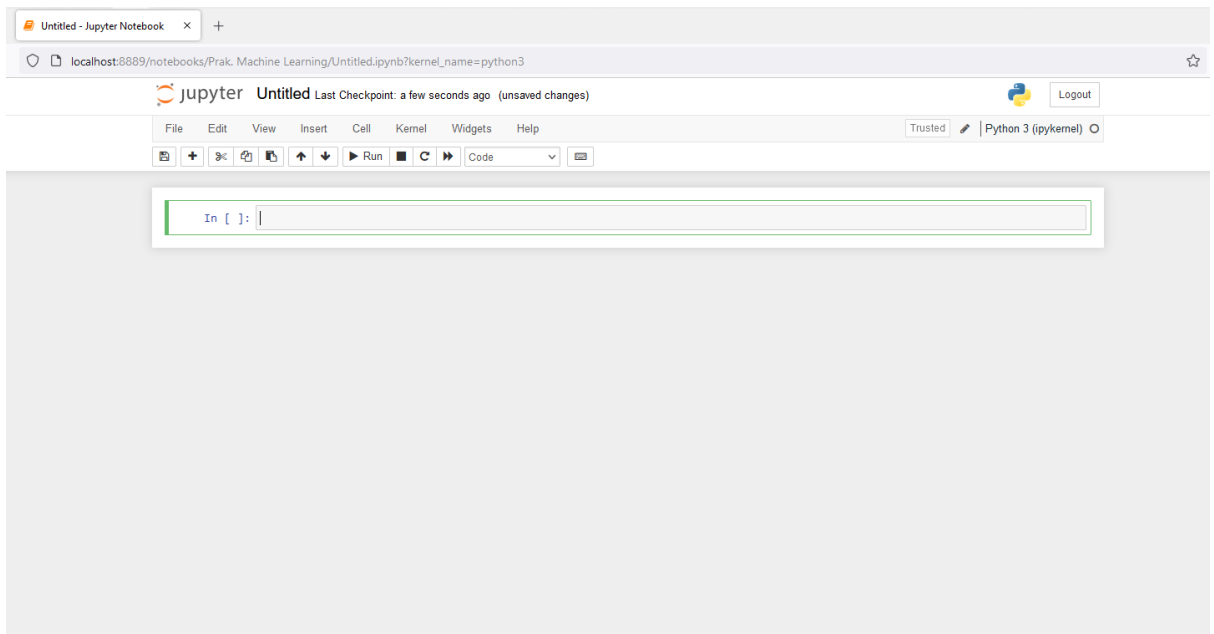 Untitled - Jupyter Notebook
localhost:8889/notebooks/Prak. Machine Learning/Untitled.ipynb?kernel_name=python3
jupyter Untitled Last Checkpoint: a few seconds ago (unsaved changes) Logout
File Edit View Insert Cell Kernel Widgets Help Trusted Python 3 (ipykernel)
Run Code
In [ ]: